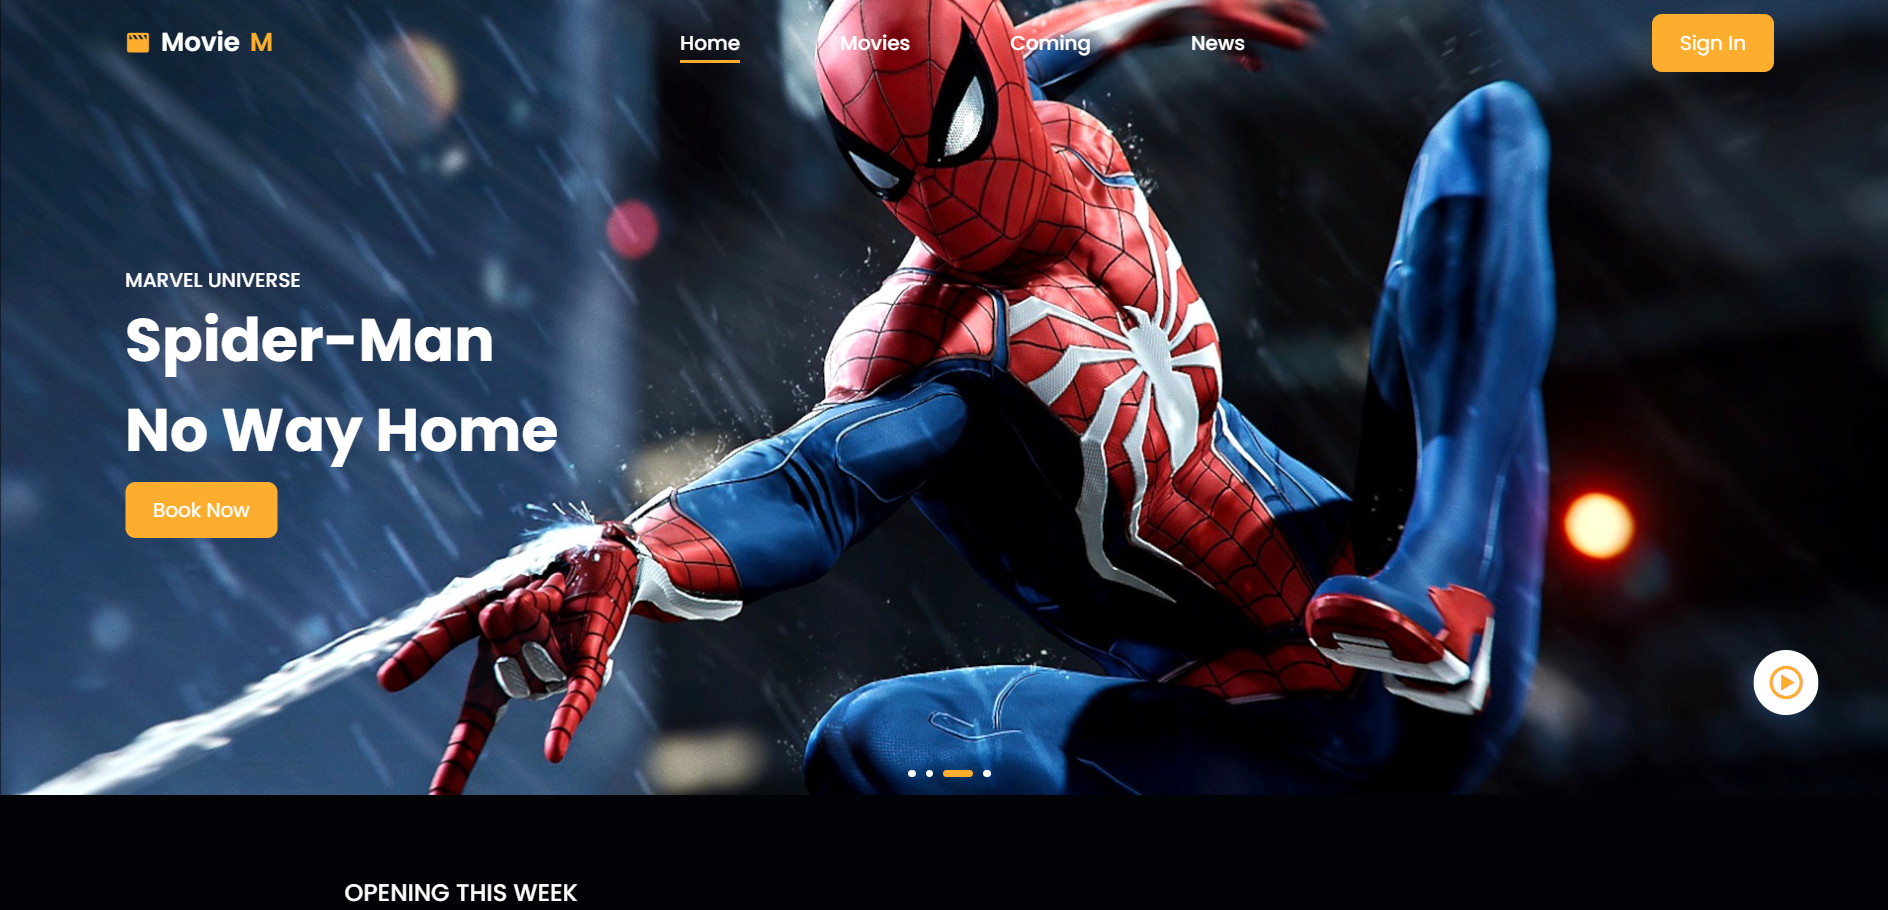 Movie M
Home Movies Coming News
Sign In
MARVEL UNIVERSE
Spider-Man
No Way Home
Book Now
OPENING THIS WEEK